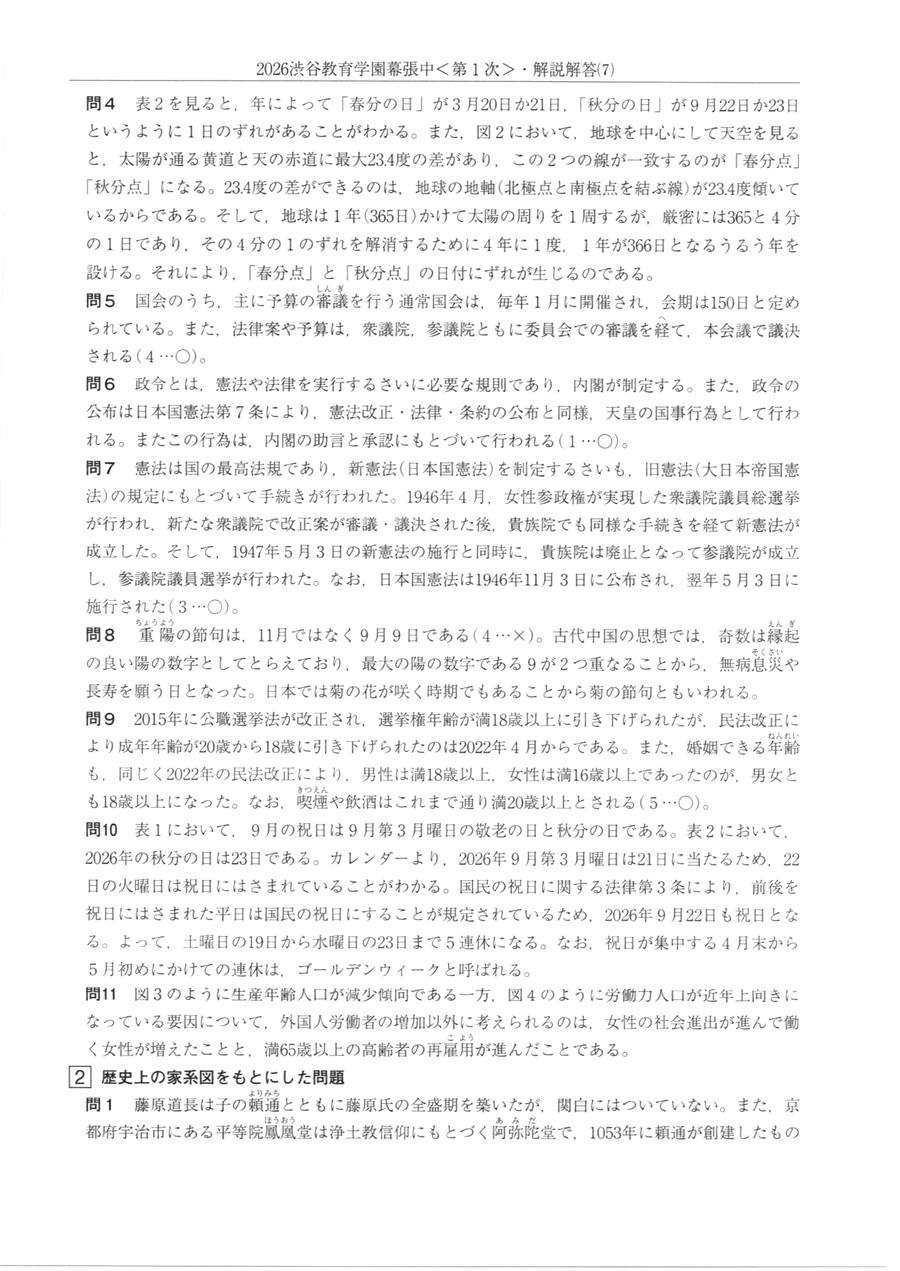 2026渋谷教育学園幕張中＜第１次＞・解説解答(7)
問４　表２を見ると，年によって「春分の日」が３月20日か21日，「秋分の日」が９月22日か23日
というように１日のずれがあることがわかる。また，図２において，地球を中心にして天空を見る
と，太陽が通る黄道と天の赤道に最大23.4度の差があり，この２つの線が一致するのが「春分点」
「秋分点」になる。23.4度の差ができるのは，地球の地軸(北極点と南極点を結ぶ線)が23.4度傾いて
いるからである。そして，地球は１年(365日)かけて太陽の周りを１周するが，厳密には365と４分
の１日であり，その４分の１のずれを解消するために４年に１度，１年が366日となるうるう年を
設ける。それにより，「春分点」と「秋分点」の日付にずれが生じるのである。
しんぎ
問５　国会のうち，主に予算の審議を行う通常国会は，毎年１月に開催され，会期は150日と定め
へ
られている。また，法律案や予算は，衆議院，参議院ともに委員会での審議を経て，本会議で議決
される(４…〇)。
問６　政令とは，憲法や法律を実行するさいに必要な規則であり，内閣が制定する。また，政令の
公布は日本国憲法第７条により，憲法改正・法律・条約の公布と同様，天皇の国事行為として行わ
れる。またこの行為は，内閣の助言と承認にもとづいて行われる(１…〇)。
問７　憲法は国の最高法規であり，新憲法(日本国憲法)を制定するさいも，旧憲法(大日本帝国憲
法)の規定にもとづいて手続きが行われた。1946年４月，女性参政権が実現した衆議院議員総選挙
が行われ，新たな衆議院で改正案が審議・議決された後，貴族院でも同様な手続きを経て新憲法が
成立した。そして，1947年５月３日の新憲法の施行と同時に，貴族院は廃止となって参議院が成立
し，参議院議員選挙が行われた。なお，日本国憲法は1946年11月３日に公布され，翌年５月３日に
施行された(３…〇)。
ちょうよう　えんぎ
問８　重陽の節句は，11月ではなく９月９日である(４…×)。古代中国の思想では，奇数は縁起
そくさい
の良い陽の数字としてとらえており，最大の陽の数字である９が２つ重なることから，無病息災や
長寿を願う日となった。日本では菊の花が咲く時期でもあることから菊の節句ともいわれる。
問９　2015年に公職選挙法が改正され，選挙権年齢が満18歳以上に引き下げられたが，民法改正に
ねんれい
より成年年齢が20歳から18歳に引き下げられたのは2022年４月からである。また，婚姻できる年齢
も，同じく2022年の民法改正により，男性は満18歳以上，女性は満16歳以上であったのが，男女と
きつえん
も18歳以上になった。なお，喫煙や飲酒はこれまで通り満20歳以上とされる(５…〇)。
問10　表１において，９月の祝日は９月第３月曜日の敬老の日と秋分の日である。表２において，
2026年の秋分の日は23日である。カレンダーより，2026年９月第３月曜日は21日に当たるため，22
日の火曜日は祝日にはさまれていることがわかる。国民の祝日に関する法律第３条により，前後を
祝日にはさまれた平日は国民の祝日にすることが規定されているため，2026年９月22日も祝日とな
る。よって，土曜日の19日から水曜日の23日まで５連休になる。なお，祝日が集中する４月末から
５月初めにかけての連休は，ゴールデンウィークと呼ばれる。
問11　図３のように生産年齢人口が減少傾向である一方，図４のように労働力人口が近年上向きに
なっている要因について，外国人労働者の増加以外に考えられるのは，女性の社会進出が進んで働
こよう
く女性が増えたことと，満65歳以上の高齢者の再雇用が進んだことである。
２　歴史上の家系図をもとにした問題
よりみち
問１　藤原道長は子の頼通とともに藤原氏の全盛期を築いたが，関白にはついていない。また，京
ほうおう　あみだ
都府宇治市にある平等院鳳凰堂は浄土教信仰にもとづく阿弥陀堂で，1053年に頼通が創建したもの